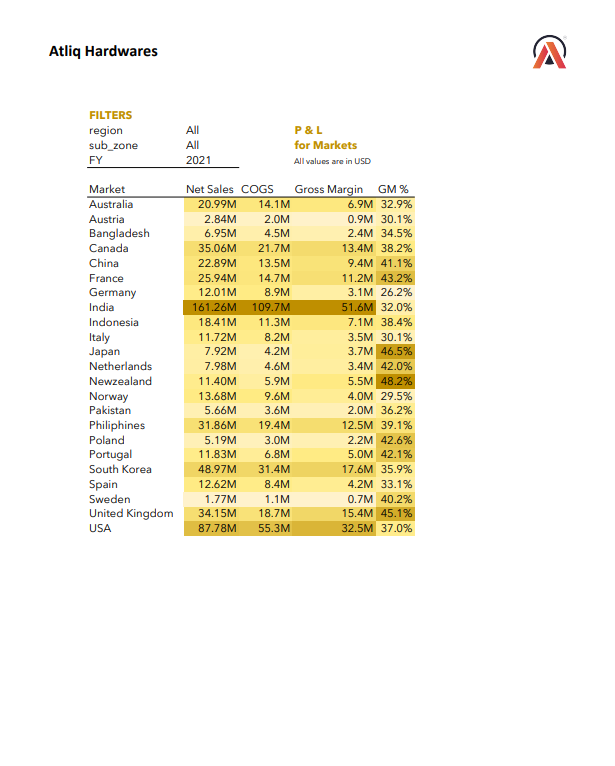 Atliq Hardwares
FILTERS
region All P & L
sub_zone All for Markets
FY 2021 All values are in USD
Market Net Sales COGS Gross Margin GM %
Australia 20.99M 14.1M 6.9M 32.9%
Austria 2.84M 2.0M 0.9M 30.1%
Bangladesh 6.95M 4.5M 2.4M 34.5%
Canada 35.06M 21.7M 13.4M 38.2%
China 22.89M 13.5M 9.4M 41.1%
France 25.94M 14.7M 11.2M 43.2%
Germany 12.01M 8.9M 3.1M 26.2%
India 161.26M 109.7M 51.6M 32.0%
Indonesia 18.41M 11.3M 7.1M 38.4%
Italy 11.72M 8.2M 3.5M 30.1%
Japan 7.92M 4.2M 3.7M 46.5%
Netherlands 7.98M 4.6M 3.4M 42.0%
Newzealand 11.40M 5.9M 5.5M 48.2%
Norway 13.68M 9.6M 4.0M 29.5%
Pakistan 5.66M 3.6M 2.0M 36.2%
Philiphines 31.86M 19.4M 12.5M 39.1%
Poland 5.19M 3.0M 2.2M 42.6%
Portugal 11.83M 6.8M 5.0M 42.1%
South Korea 48.97M 31.4M 17.6M 35.9%
Spain 12.62M 8.4M 4.2M 33.1%
Sweden 1.77M 1.1M 0.7M 40.2%
United Kingdom 34.15M 18.7M 15.4M 45.1%
USA 87.78M 55.3M 32.5M 37.0%